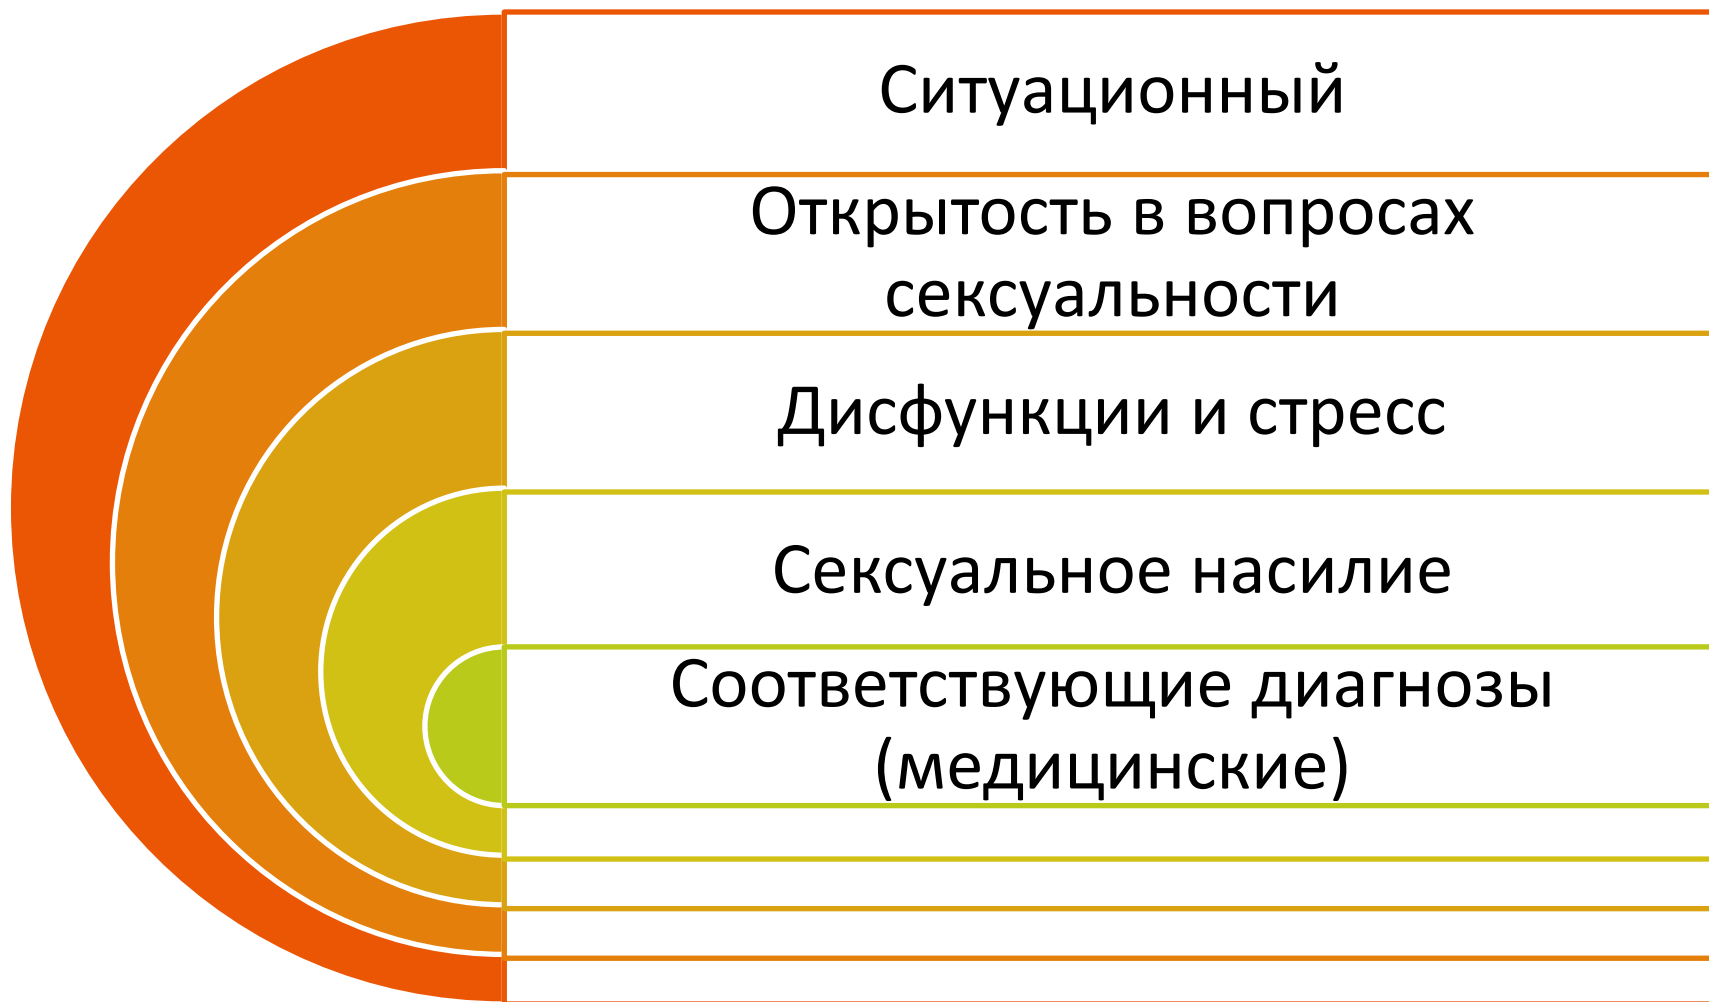 Ситуационный
Открытость в вопросах
сексуальности
Дисфункции и стресс
Сексуальное насилие
Соответствующие диагнозы
(медицинские)